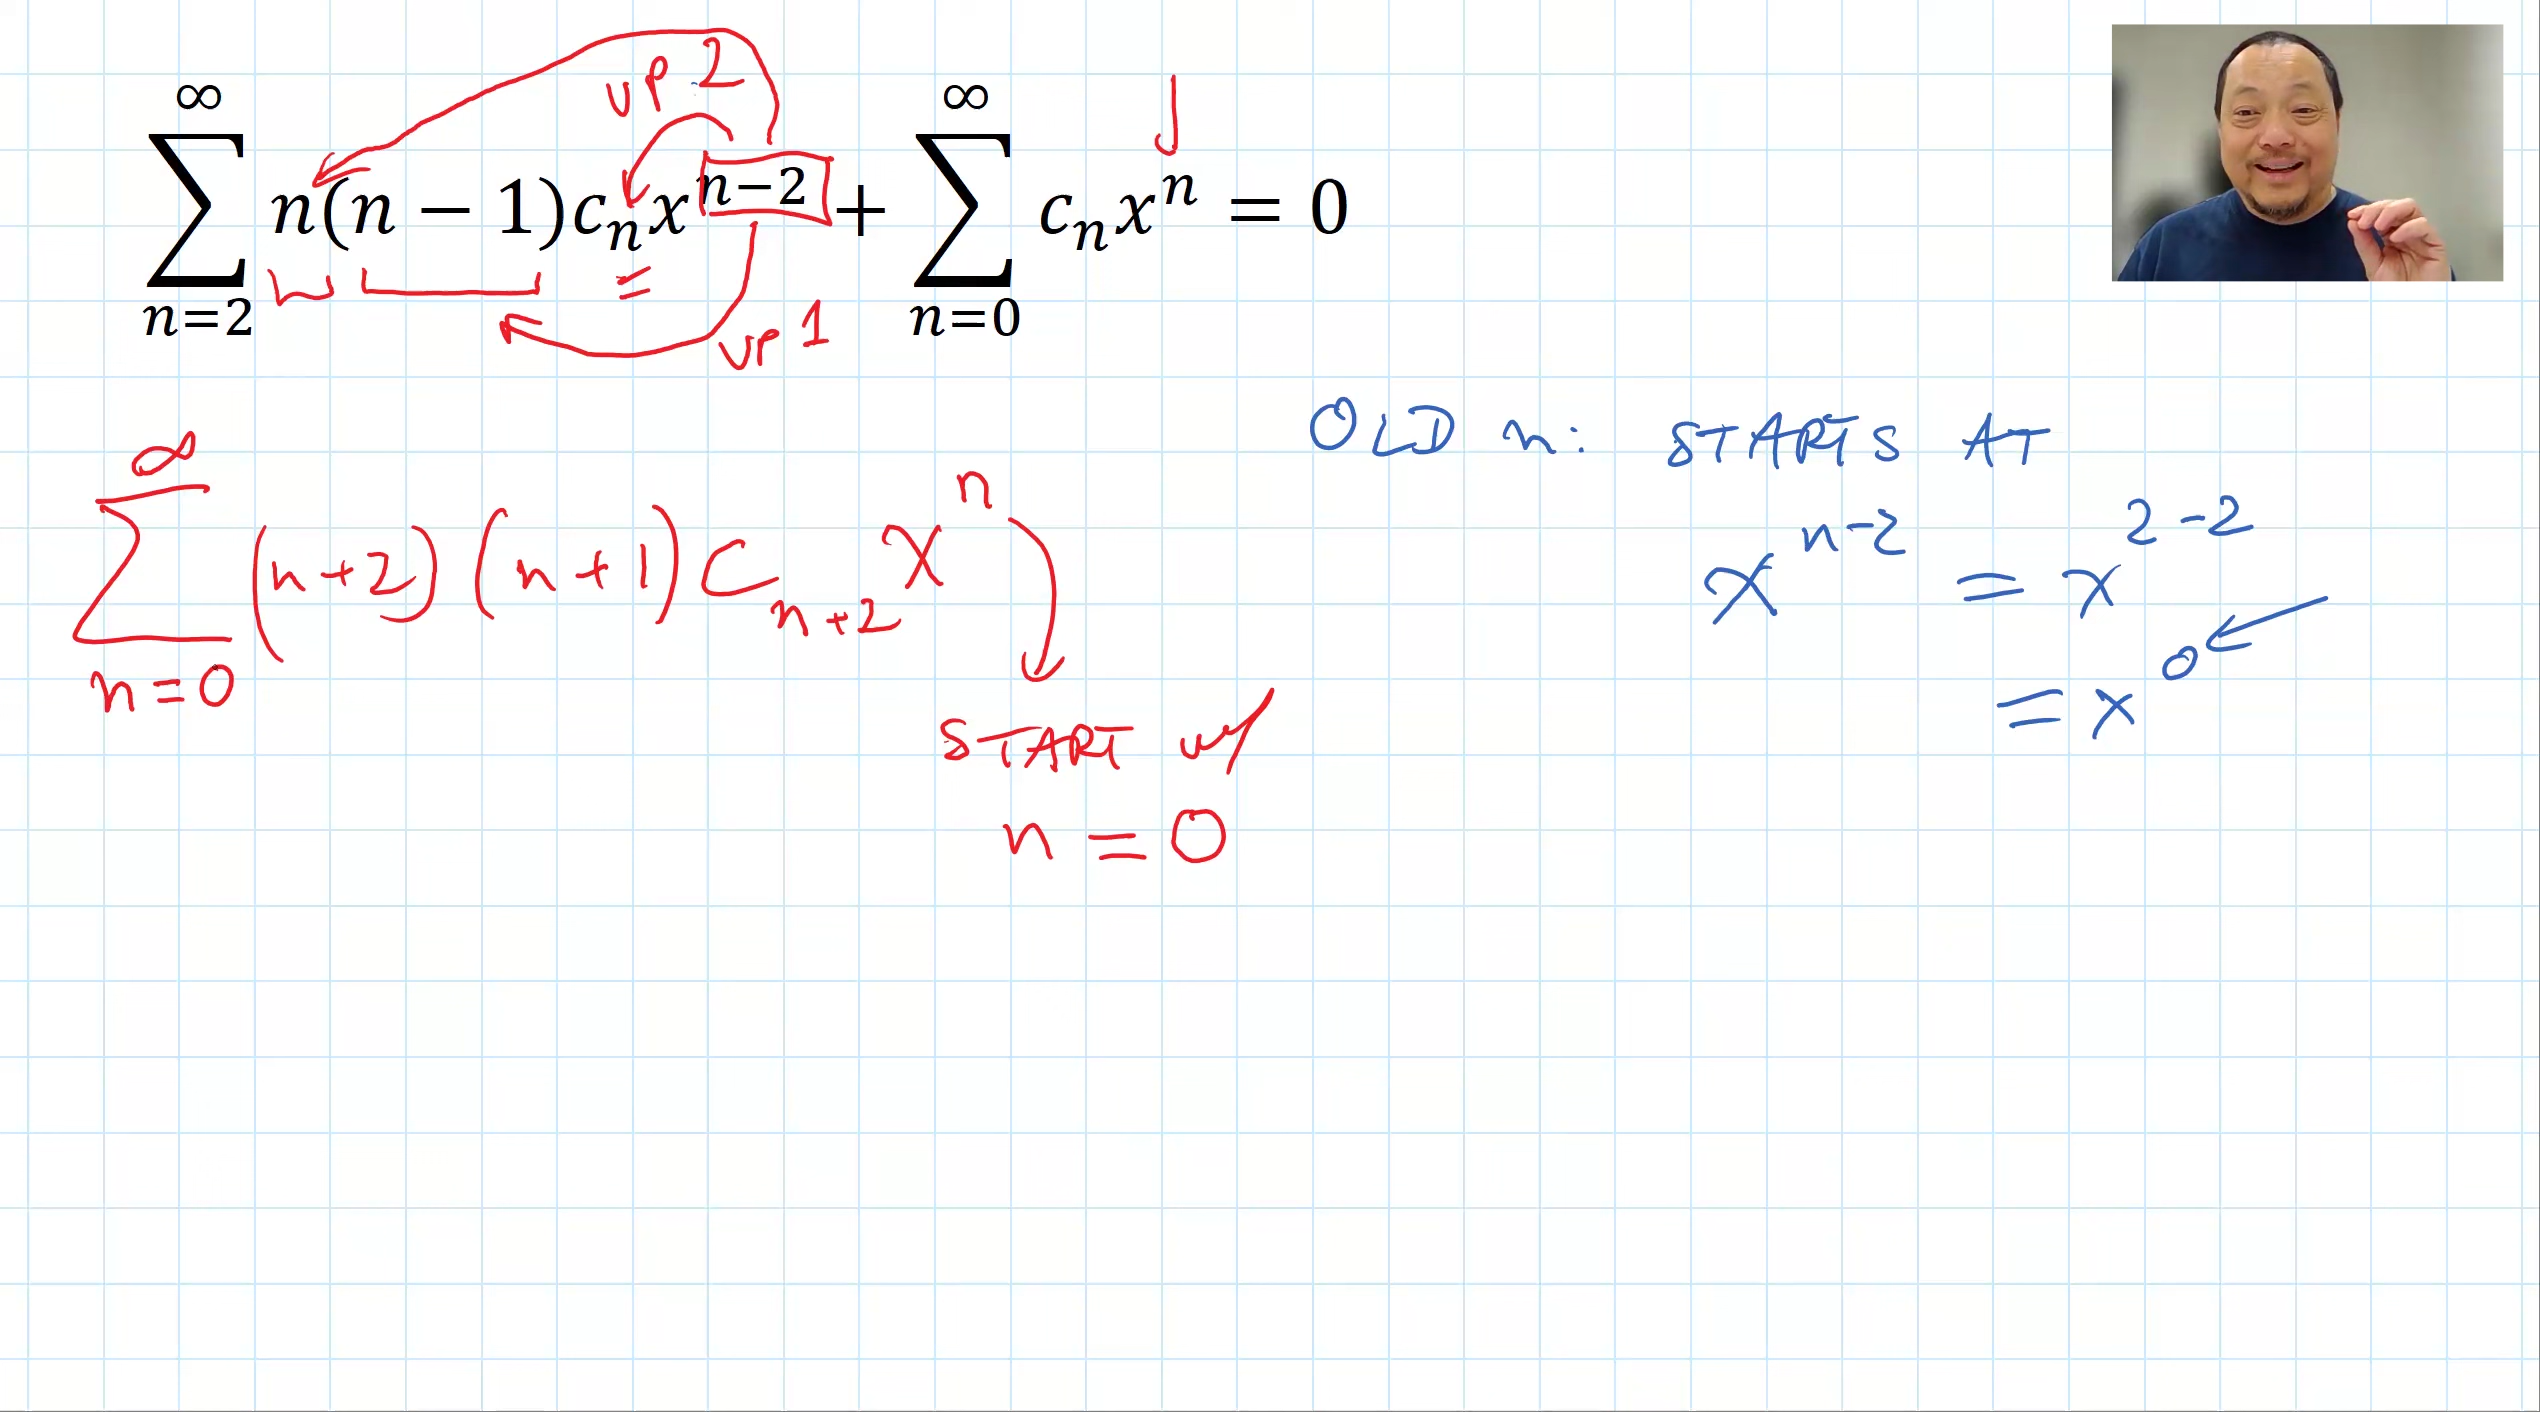 up 2
∑_{n=2}^{∞} n(n − 1)c_n x^{n−2} + ∑_{n=0}^{∞} c_n x^n = 0
up 1
OLD n: STARTS AT
∑_{n=0}^{∞} (n+2)(n+1)C_{n+2} x^n
x^{n-2} = x^{2-2}
= x^0
START w/
n = 0